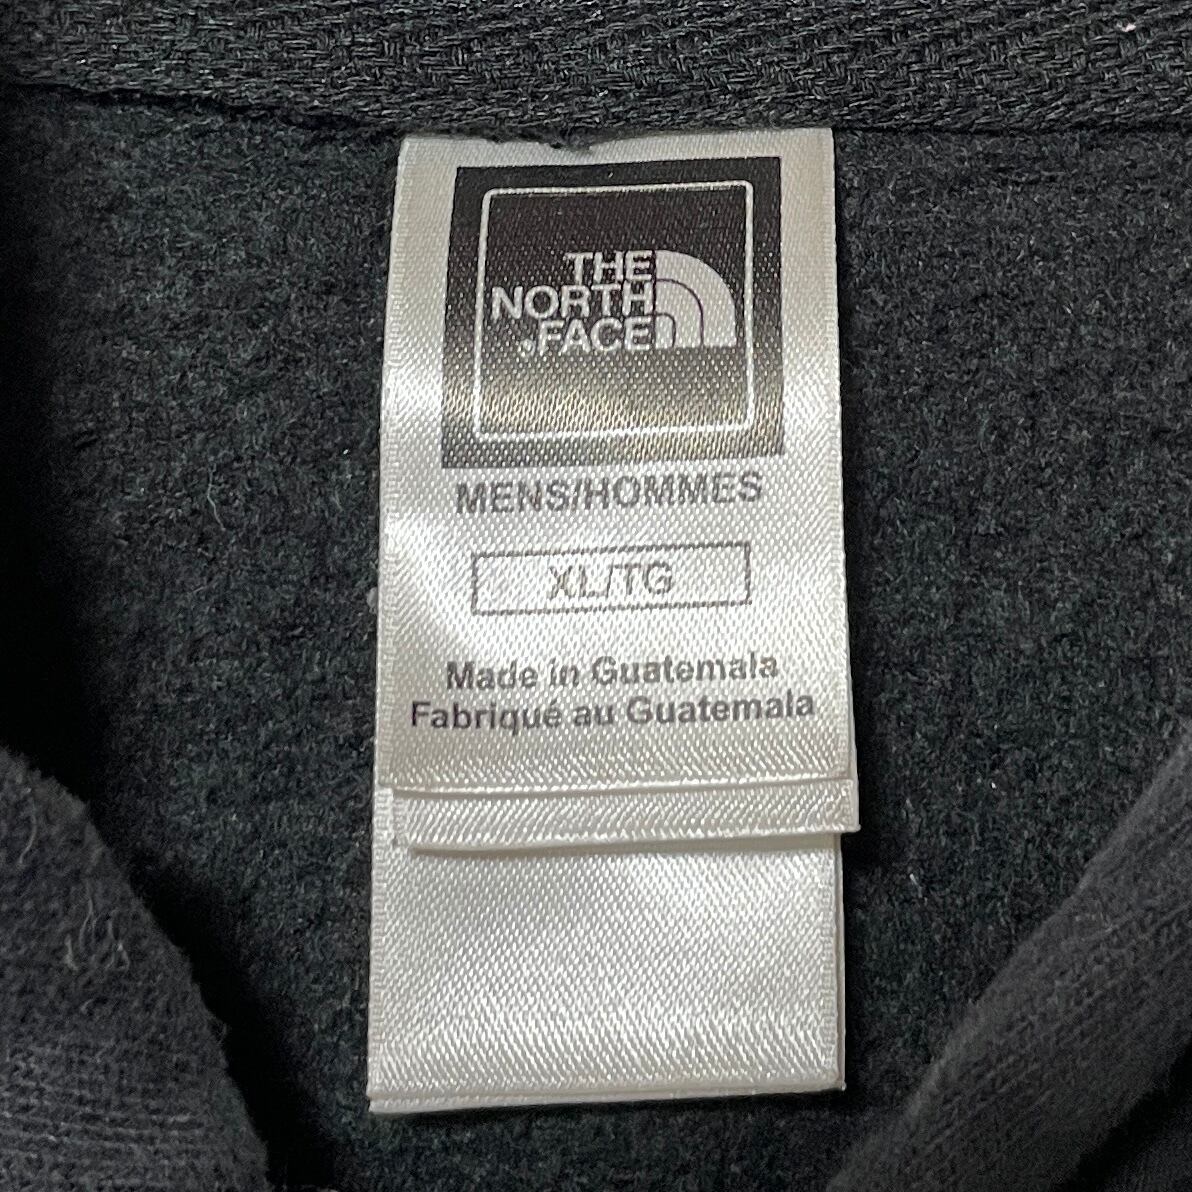 THE
NORTH
FACE
MENS/HOMMES
XL/TG
Made in Guatemala
Fabriqué au Guatemala